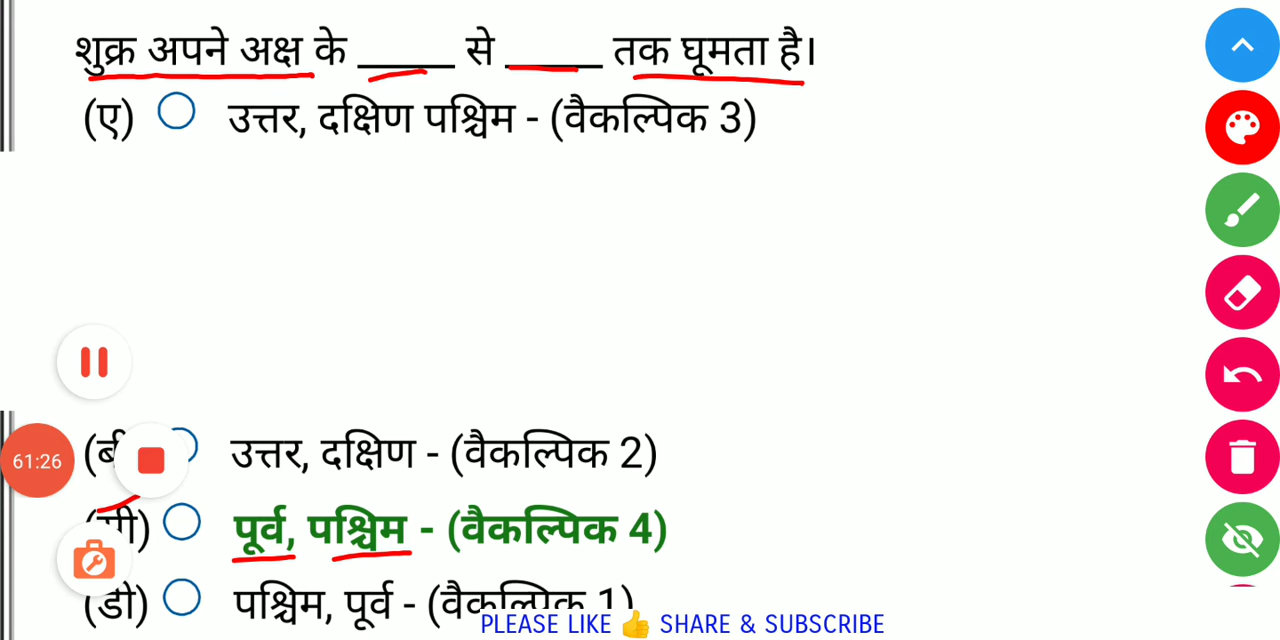 शुक्र अपने अक्ष के _____ से _____ तक घूमता है।
(ए) उत्तर, दक्षिण पश्चिम - (वैकल्पिक 3)
(बी उत्तर, दक्षिण - (वैकल्पिक 2)
61:26
(सी) पूर्व, पश्चिम - (वैकल्पिक 4)
(डी) पश्चिम, पूर्व - (वैकल्पिक 1)
PLEASE LIKE 👍 SHARE & SUBSCRIBE